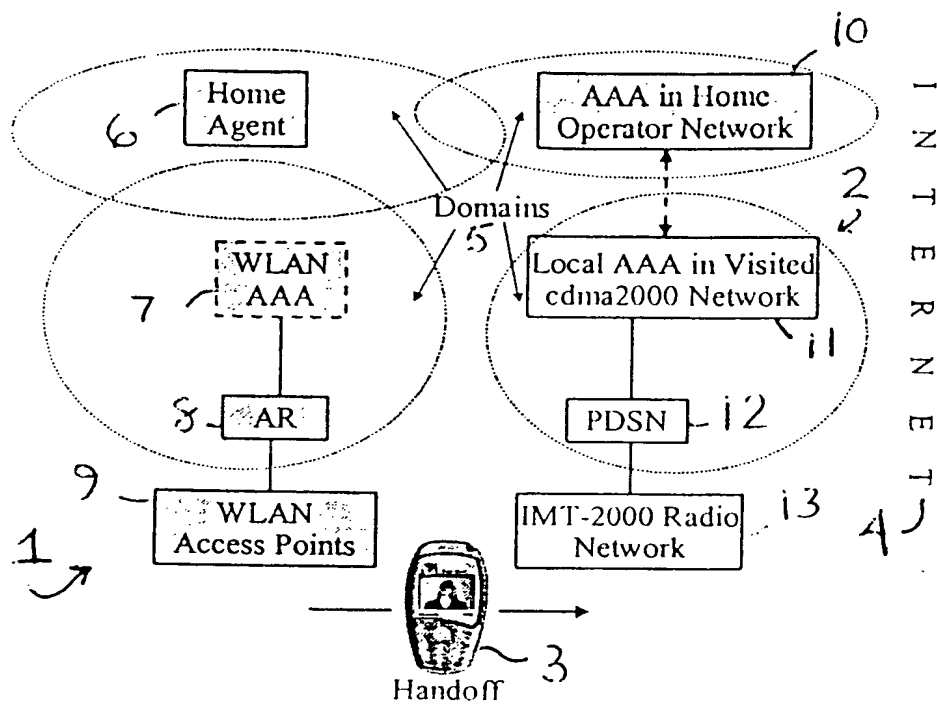 10
Home
Agent
6
AAA in Home
Operator Network
INTERNET
Domains
5
2
WLAN
AAA
7
Local AAA in Visited
cdma2000 Network
11
AR
8
PDSN
12
9
WLAN
Access Points
IMT-2000 Radio
Network
13
4
1
3
Handoff